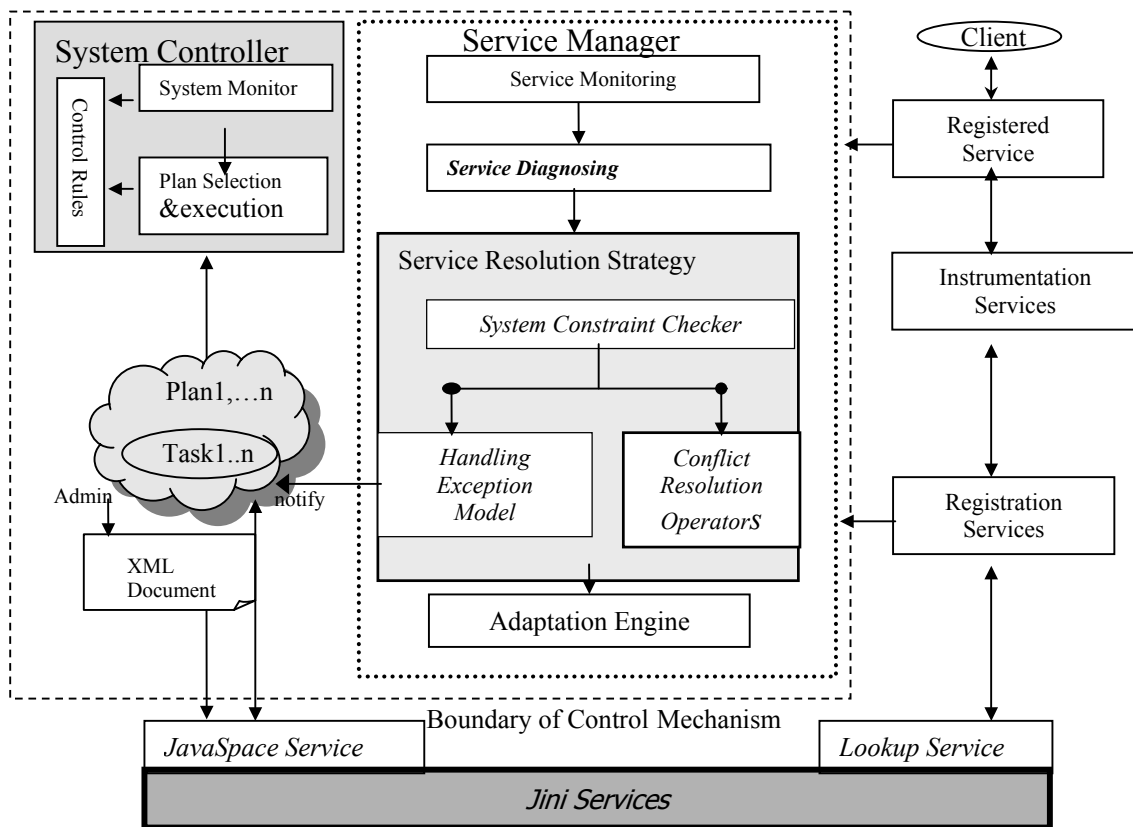 System Controller
System Monitor
Control Rules
Plan Selection
&execution
Service Manager
Service Monitoring
Service Diagnosing
Service Resolution Strategy
System Constraint Checker
Handling
Exception
Model
Conflict
Resolution
OperatorS
Adaptation Engine
Client
Registered
Service
Instrumentation
Services
Registration
Services
Plan1,…n
Task1..n
Admin
notify
XML
Document
Boundary of Control Mechanism
JavaSpace Service
Lookup Service
Jini Services